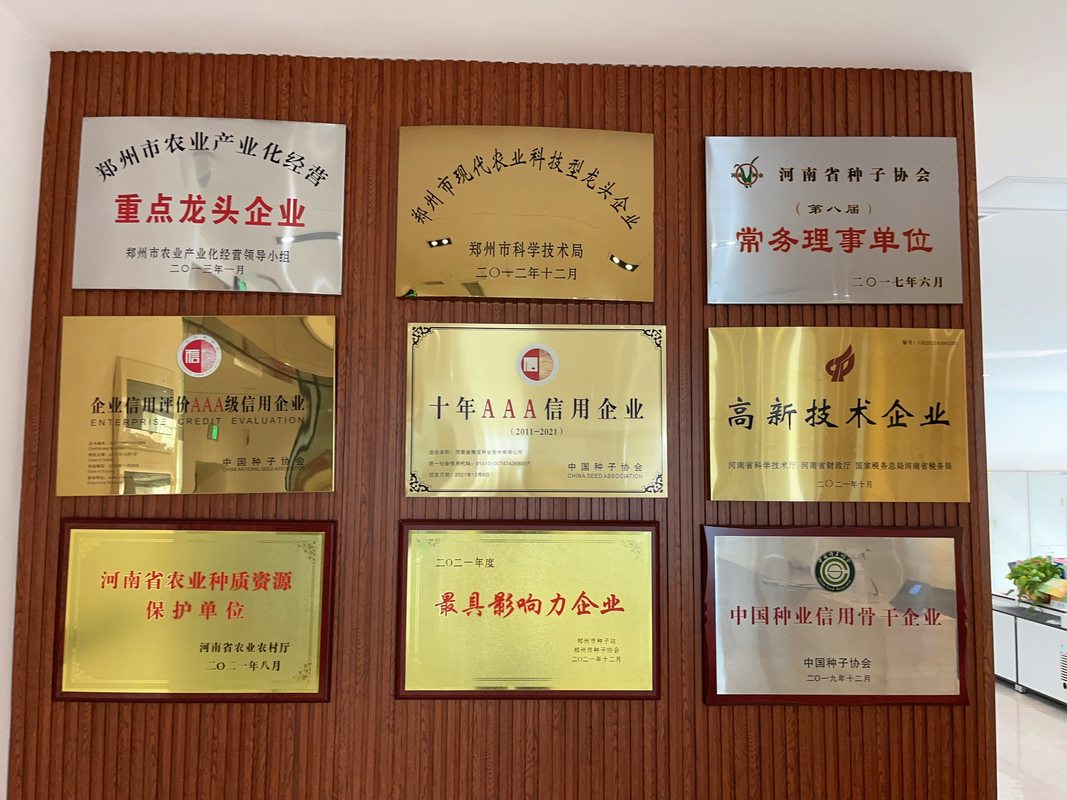 郑州市农业产业化经营
重点龙头企业
郑州市农业产业化经营领导小组
二〇一三年一月
郑州市现代农业科技型龙头企业
郑州市科学技术局
二〇一二年十二月
河南省种子协会
(第八届)
常务理事单位
二〇一七年六月
企业信用评价AAA级信用企业
ENTERPRISE CREDIT EVALUATION
中国种子协会
CHINA NATIONAL SEED ASSOCIATION
十年AAA信用企业
(2011-2021)
中国种子协会
CHINA SEED ASSOCIATION
高新技术企业
河南省科学技术厅 河南省财政厅 国家税务总局河南省税务局
二〇二一年十月
河南省农业种质资源
保护单位
河南省农业农村厅
二〇二一年八月
二〇二一年度
最具影响力企业
郑州市种子站
郑州市种子协会
二〇二一年十二月
中国种业信用骨干企业
中国种子协会
二〇一九年十二月